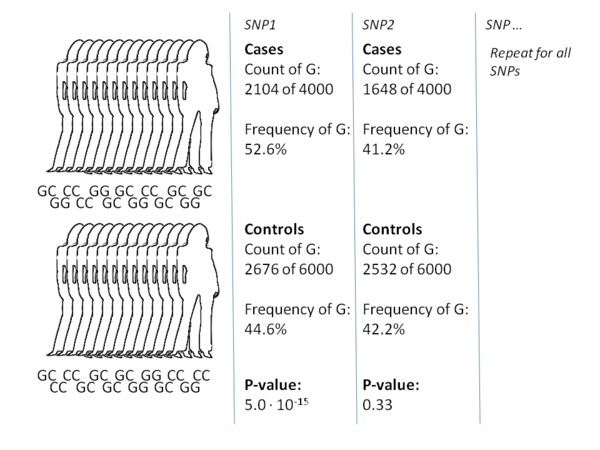 SNP1
Cases
Count of G:
2104 of 4000
Frequency of G:
52.6%
Controls
Count of G:
2676 of 6000
Frequency of G:
44.6%
P-value:
5.0 · 10⁻¹⁵
SNP2
Cases
Count of G:
1648 of 4000
Frequency of G:
41.2%
Controls
Count of G:
2532 of 6000
Frequency of G:
42.2%
P-value:
0.33
SNP ...
Repeat for all
SNPs
GC CC GG GC CC GC GC
GG CC GC GG GC GG
GC CC GC GC GG CC CC
CC GC GC GG GC GG